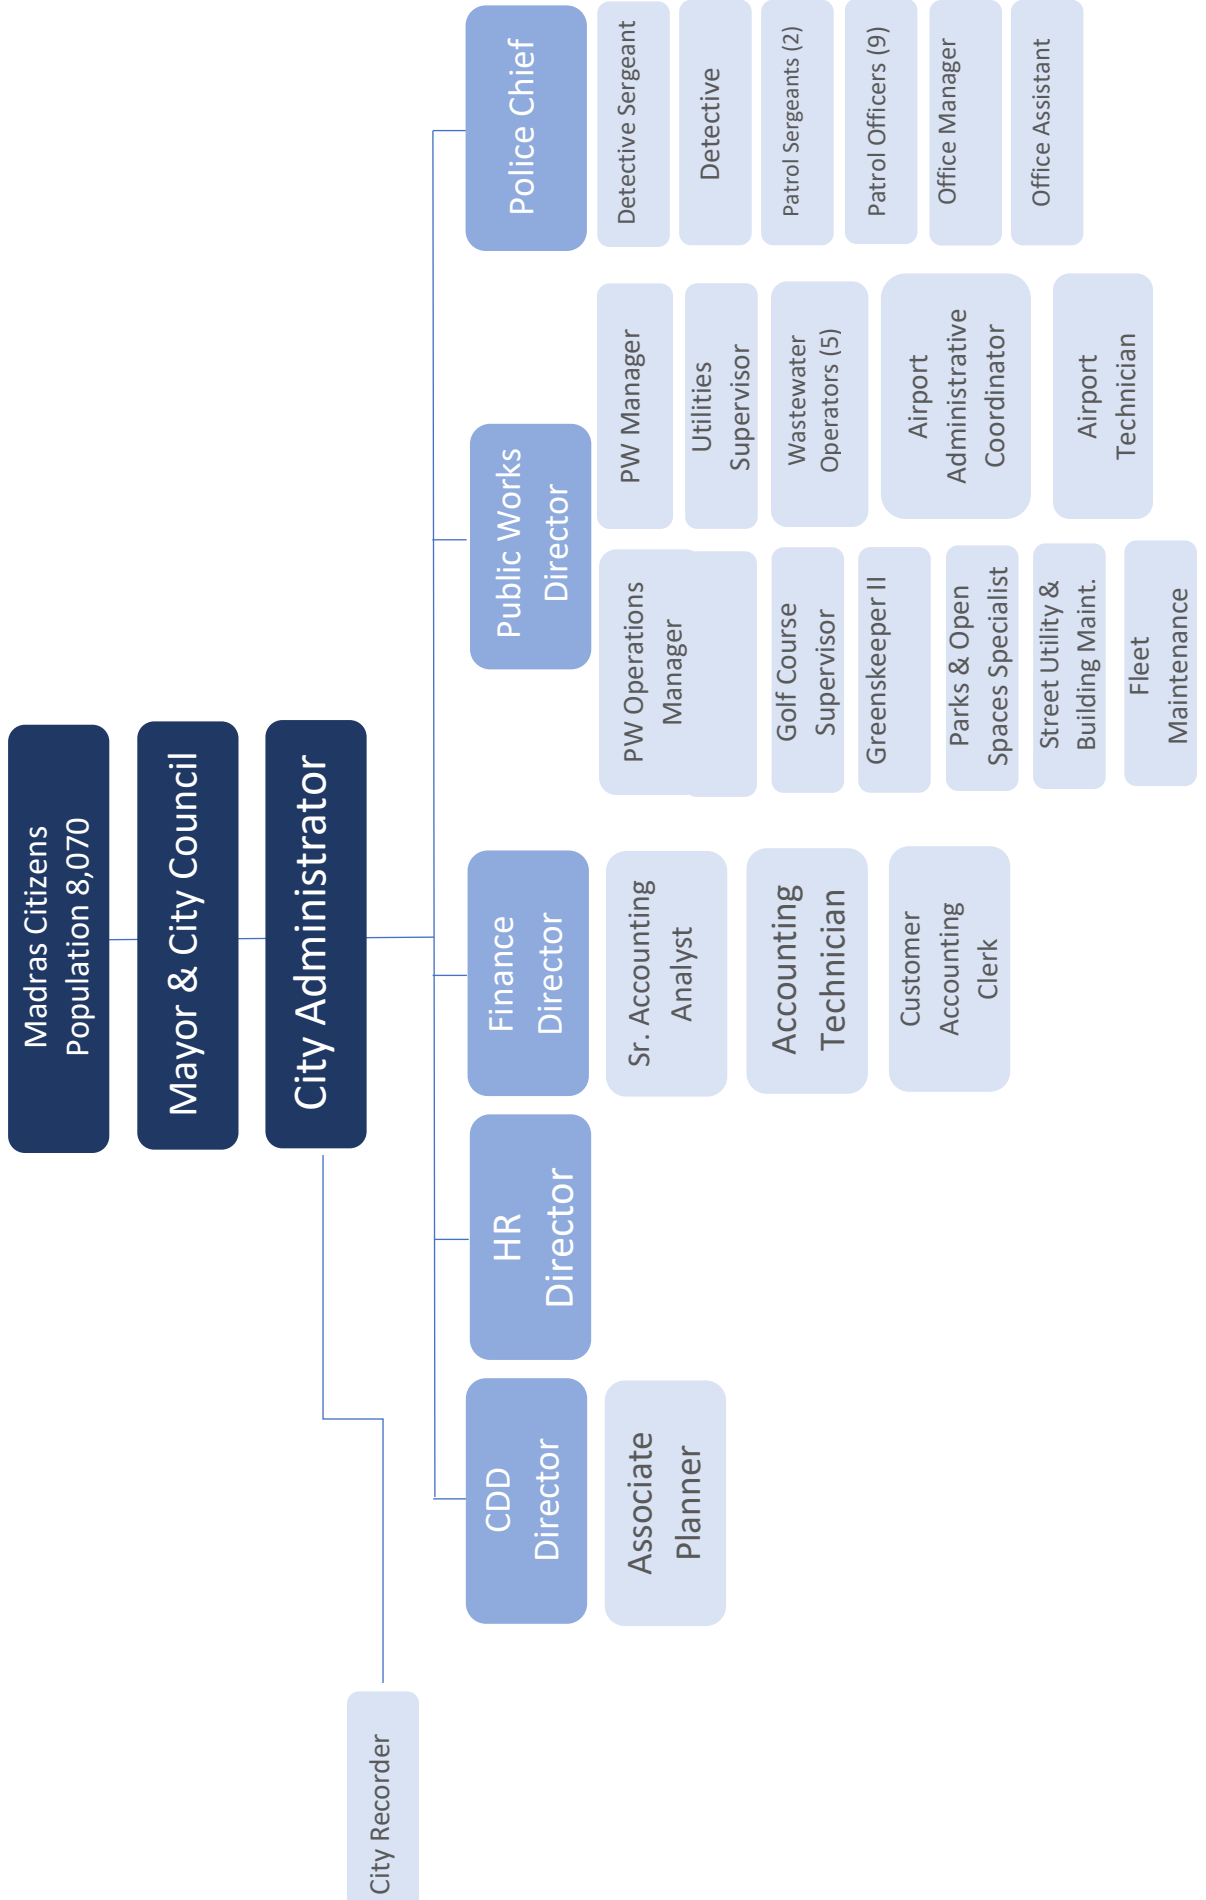 Madras Citizens
Population 8,070
Mayor & City Council
City Administrator
City Recorder
CDD
Director
Associate
Planner
HR
Director
Finance
Director
Sr. Accounting
Analyst
Accounting
Technician
Customer
Accounting
Clerk
Public Works
Director
PW Operations
Manager
Golf Course
Supervisor
Greenskeeper II
Parks & Open
Spaces Specialist
Street Utility &
Building Maint.
Fleet
Maintenance
PW Manager
Utilities
Supervisor
Wastewater
Operators (5)
Airport
Administrative
Coordinator
Airport
Technician
Police Chief
Detective Sergeant
Detective
Patrol Sergeants (2)
Patrol Officers (9)
Office Manager
Office Assistant